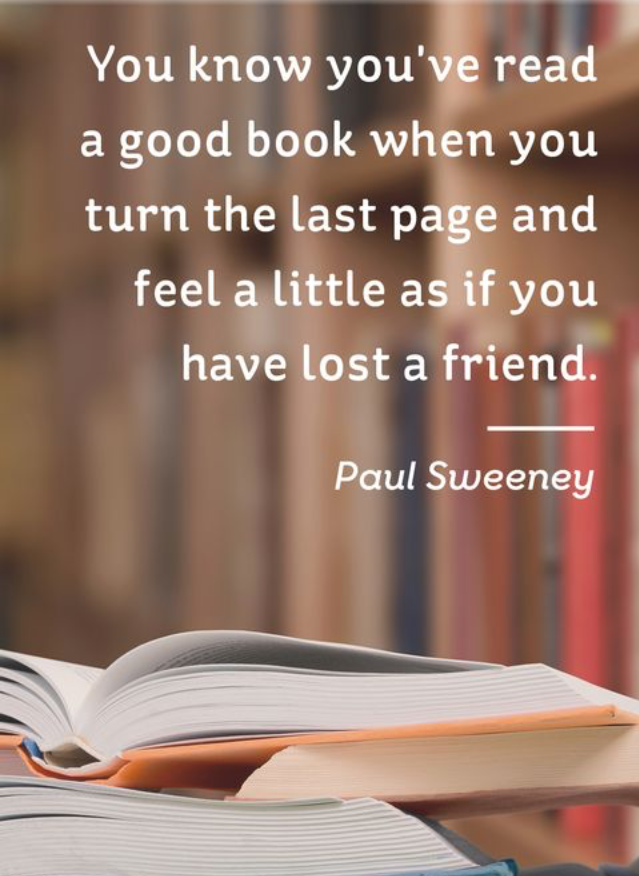 You know you've read
a good book when you
turn the last page and
feel a little as if you
have lost a friend.
Paul Sweeney